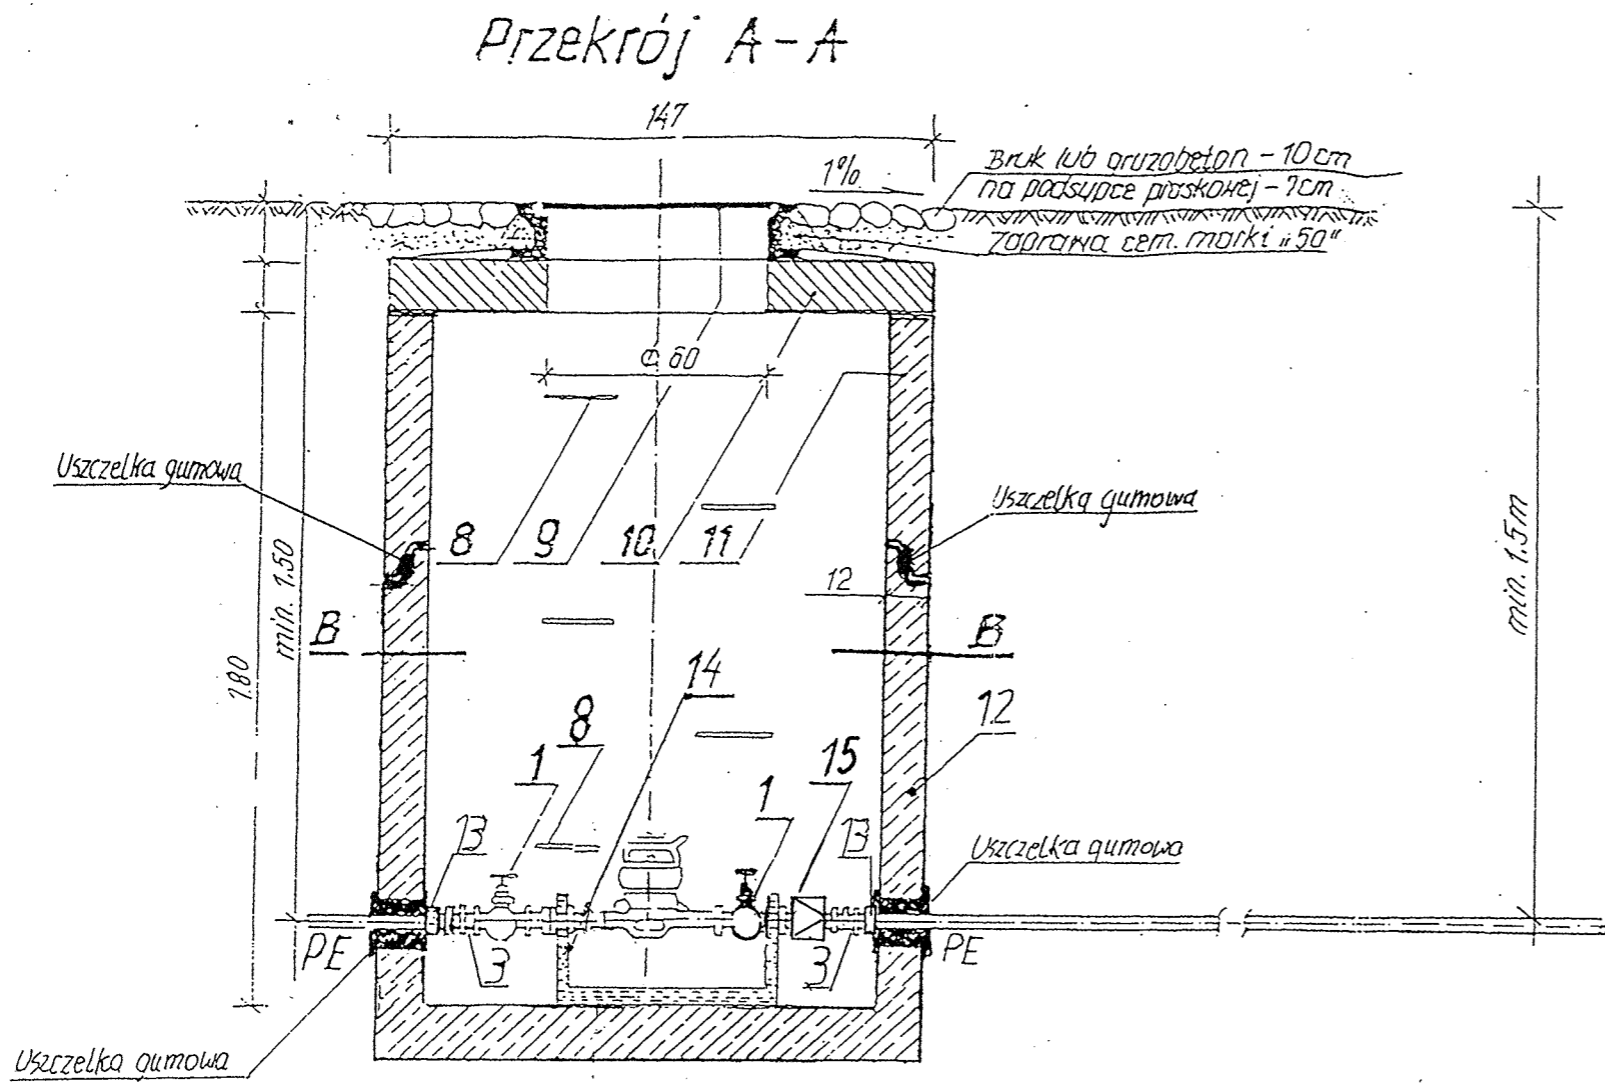 Przekrój A-A
147
1%
Bruk lub gruzobeton - 10 cm
na podsypce piaskowej - 7cm
Zaprawa cem. marki „50"
∅ 60
Uszczelka gumowa
Uszczelka gumowa
8
9
10
11
12
min. 1.50
min. 1.5m
B
B
1.80
14
12
8
1
15
1
13
13
Uszczelka gumowa
PE
3
3
PE
Uszczelka gumowa